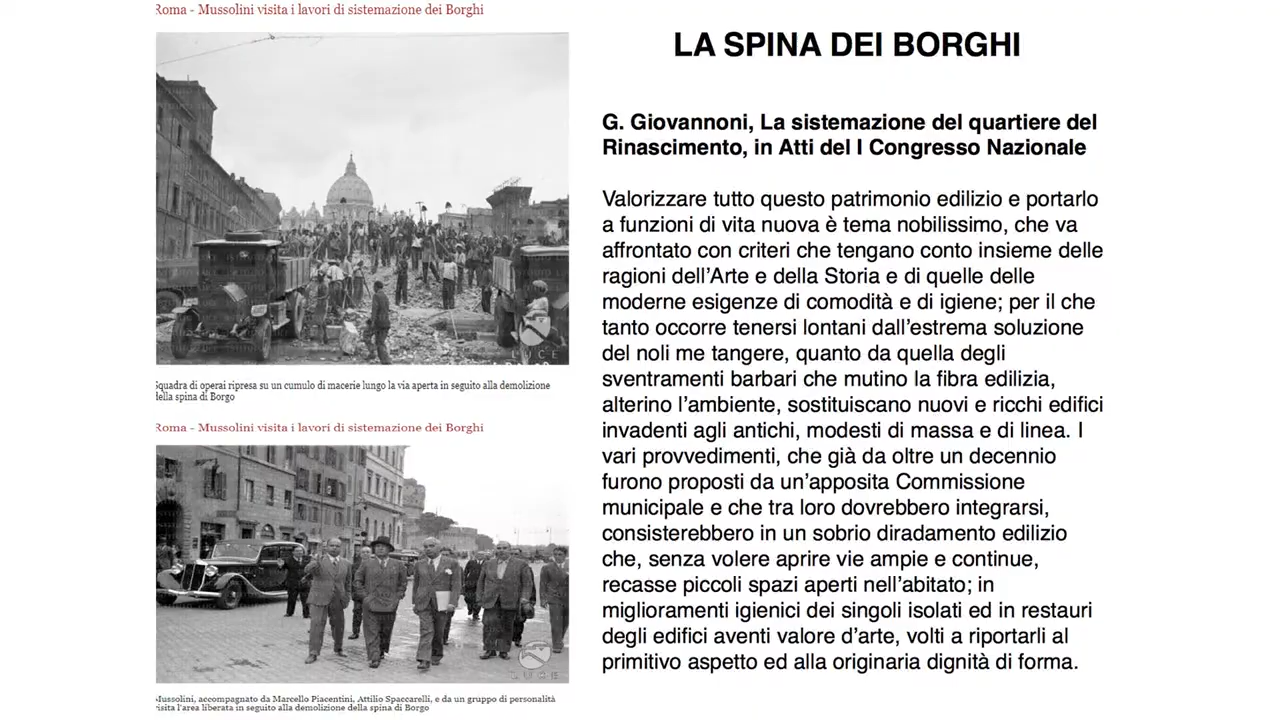 Roma - Mussolini visita i lavori di sistemazione dei Borghi
LUCE
Squadra di operai ripresa su un cumulo di macerie lungo la via aperta in seguito alla demolizione
della spina di Borgo
Roma - Mussolini visita i lavori di sistemazione dei Borghi
LUCE
Mussolini, accompagnato da Marcello Piacentini, Attilio Spaccarelli, e da un gruppo di personalità
visita l'area liberata in seguito alla demolizione della spina di Borgo
LA SPINA DEI BORGHI
G. Giovannoni, La sistemazione del quartiere del
Rinascimento, in Atti del I Congresso Nazionale
Valorizzare tutto questo patrimonio edilizio e portarlo
a funzioni di vita nuova è tema nobilissimo, che va
affrontato con criteri che tengano conto insieme delle
ragioni dell'Arte e della Storia e di quelle delle
moderne esigenze di comodità e di igiene; per il che
tanto occorre tenersi lontani dall'estrema soluzione
del noli me tangere, quanto da quella degli
sventramenti barbari che mutino la fibra edilizia,
alterino l'ambiente, sostituiscano nuovi e ricchi edifici
invadenti agli antichi, modesti di massa e di linea. I
vari provvedimenti, che già da oltre un decennio
furono proposti da un'apposita Commissione
municipale e che tra loro dovrebbero integrarsi,
consisterebbero in un sobrio diradamento edilizio
che, senza volere aprire vie ampie e continue,
recasse piccoli spazi aperti nell'abitato; in
miglioramenti igienici dei singoli isolati ed in restauri
degli edifici aventi valore d'arte, volti a riportarli al
primitivo aspetto ed alla originaria dignità di forma.